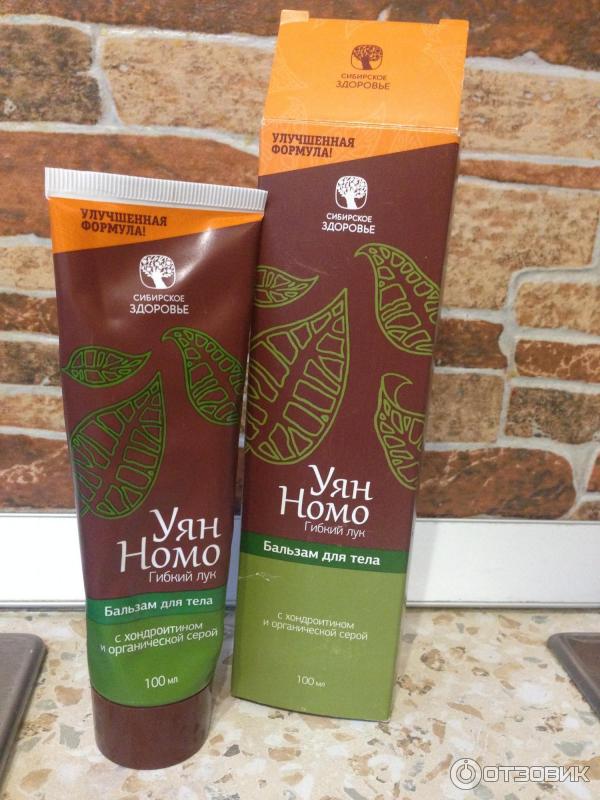 УЛУЧШЕННАЯ
ФОРМУЛА!
СИБИРСКОЕ
ЗДОРОВЬЕ
Уян
Номо
Гибкий лук
Бальзам для тела
с хондроитином
и органической серой
100 мл
СИБИРСКОЕ
ЗДОРОВЬЕ
УЛУЧШЕННАЯ
ФОРМУЛА!
СИБИРСКОЕ
ЗДОРОВЬЕ
Уян
Номо
Гибкий лук
Бальзам для тела
с хондроитином
и органической серой
100 мл
ОТЗОВИК